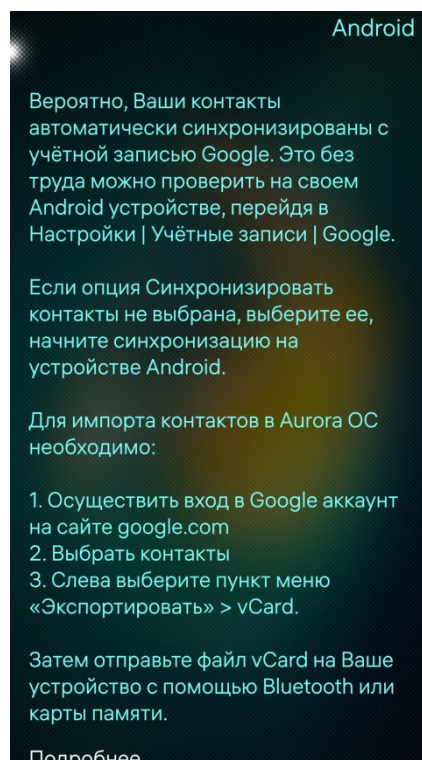 Android
Вероятно, Ваши контакты
автоматически синхронизированы с
учётной записью Google. Это без
труда можно проверить на своем
Android устройстве, перейдя в
Настройки | Учётные записи | Google.
Если опция Синхронизировать
контакты не выбрана, выберите ее,
начните синхронизацию на
устройстве Android.
Для импорта контактов в Aurora ОС
необходимо:
1. Осуществить вход в Google аккаунт
на сайте google.com
2. Выбрать контакты
3. Слева выберите пункт меню
«Экспортировать» > vCard.
Затем отправьте файл vCard на Ваше
устройство с помощью Bluetooth или
карты памяти.
Подробнее